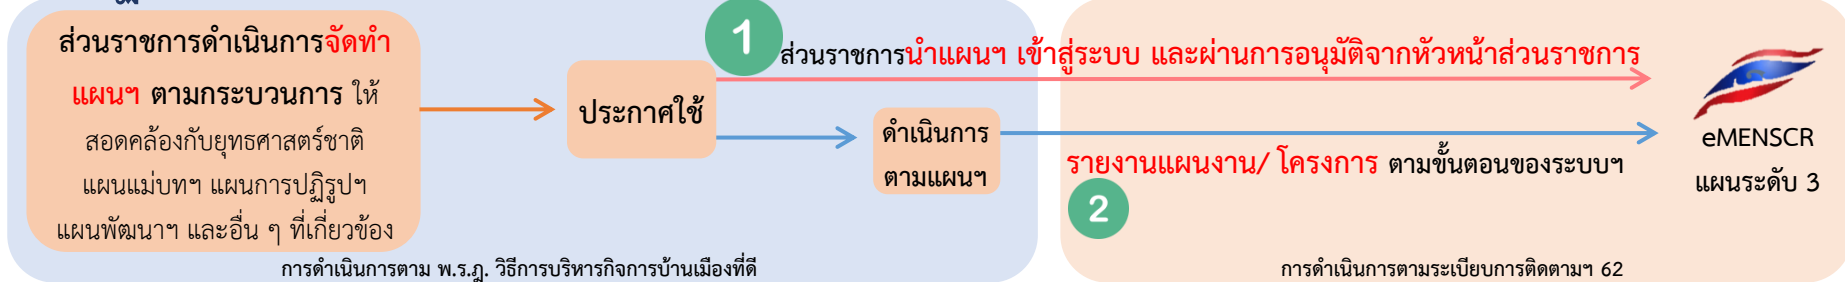 ส่วนราชการดำเนินการจัดทำ
แผนฯ ตามกระบวนการ ให้
สอดคล้องกับยุทธศาสตร์ชาติ
แผนแม่บทฯ แผนการปฏิรูปฯ
แผนพัฒนาฯ และอื่น ๆ ที่เกี่ยวข้อง
ประกาศใช้
1
ส่วนราชการนำแผนฯ เข้าสู่ระบบ และผ่านการอนุมัติจากหัวหน้าส่วนราชการ
ดำเนินการ
ตามแผนฯ
รายงานแผนงาน/ โครงการ ตามขั้นตอนของระบบฯ
2
eMENSCR
แผนระดับ 3
การดำเนินการตาม พ.ร.ฎ. วิธีการบริหารกิจการบ้านเมืองที่ดี
การดำเนินการตามระเบียบการติดตามฯ 62